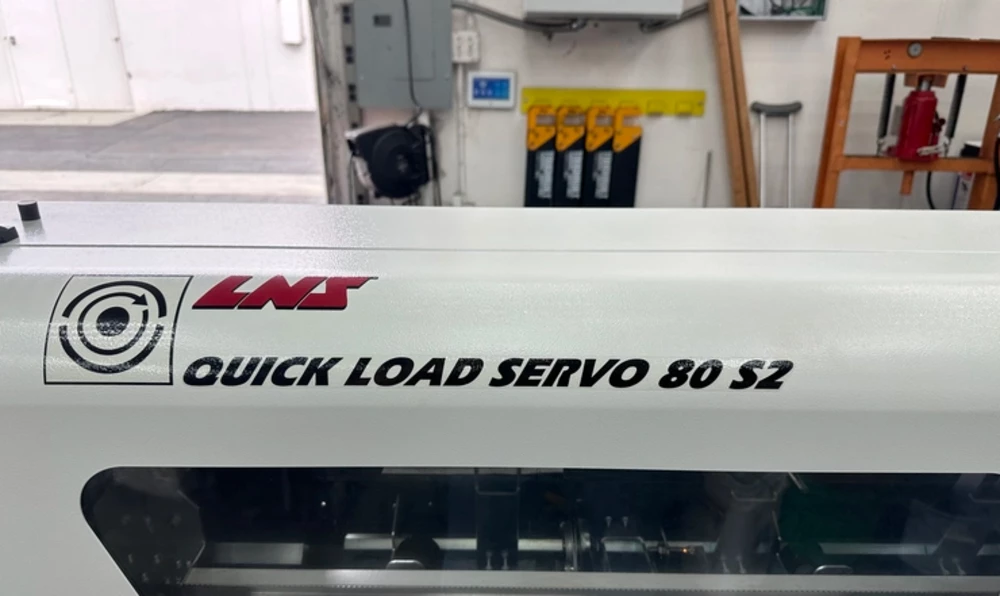 LNS
QUICK LOAD SERVO 80 S2